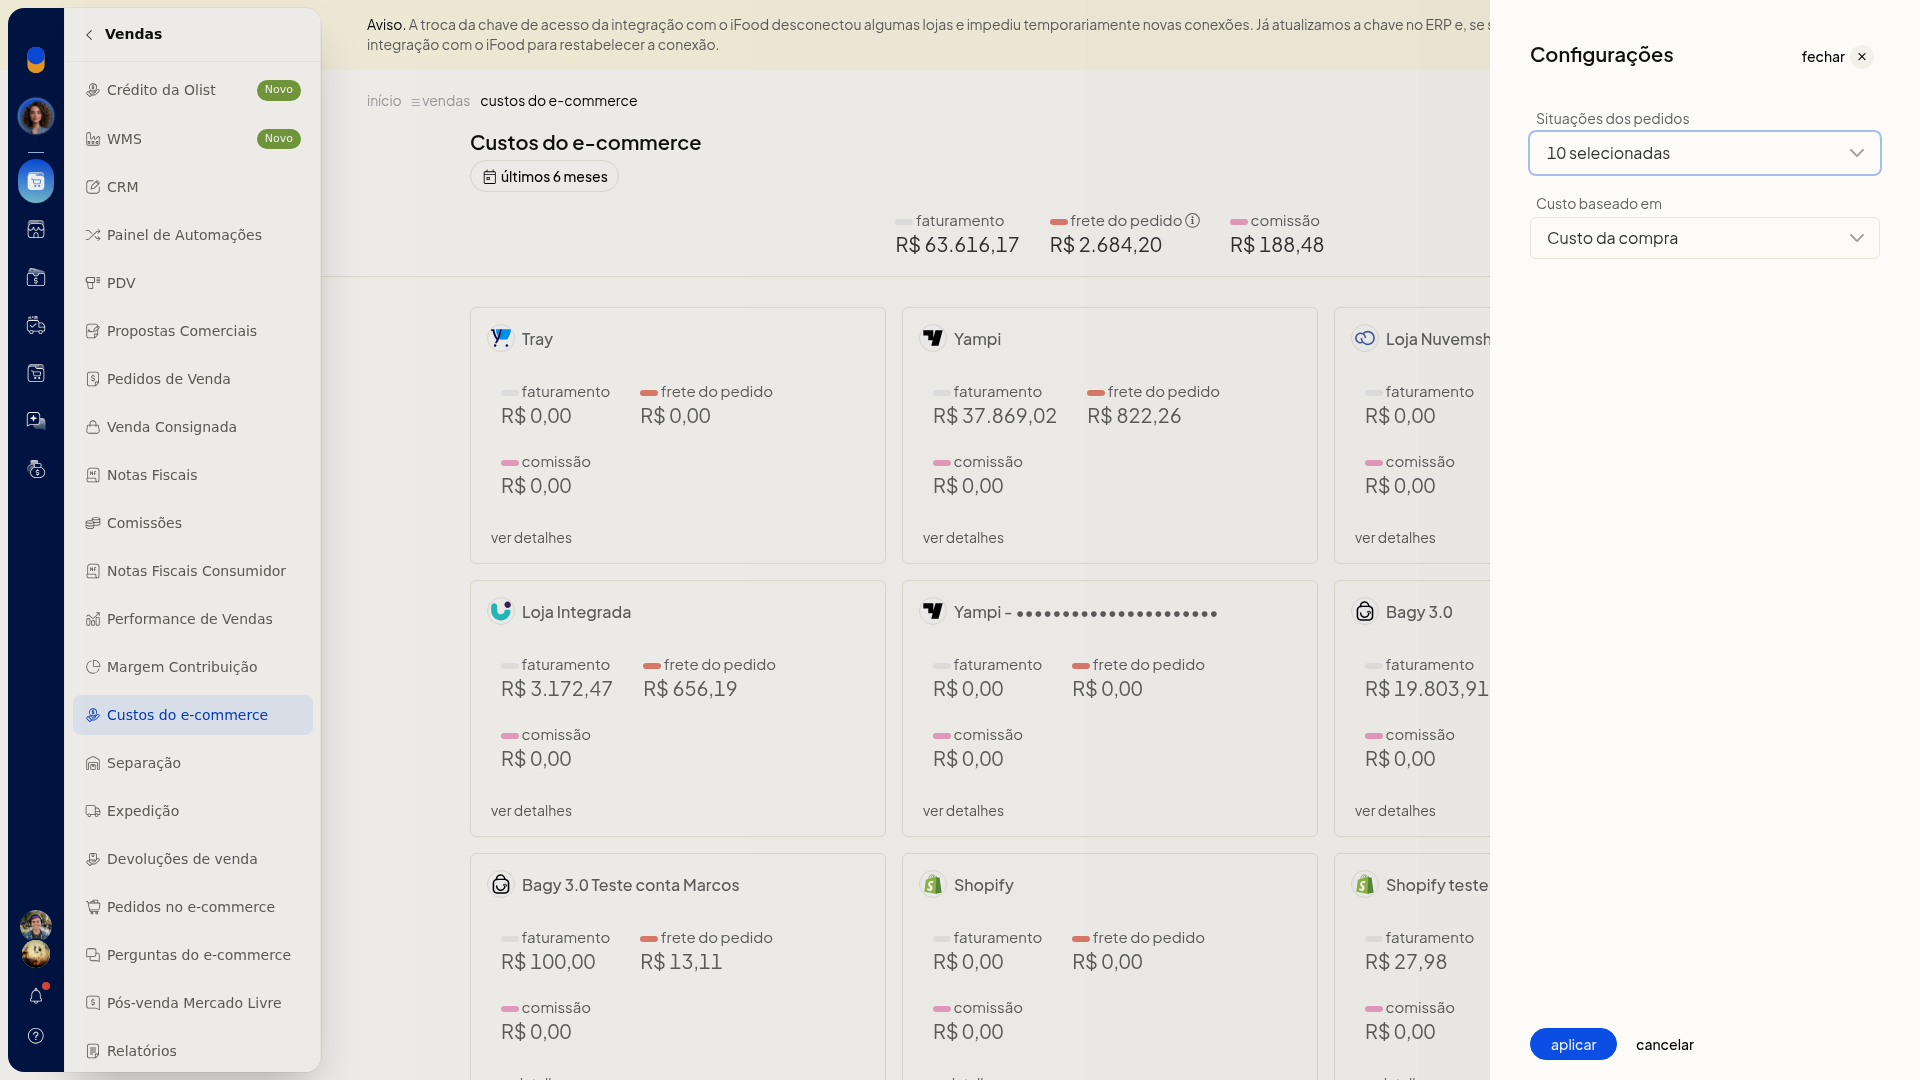 Vendas
Crédito da Olist
Novo
WMS
Novo
CRM
Painel de Automações
PDV
Propostas Comerciais
Pedidos de Venda
Venda Consignada
Notas Fiscais
Comissões
Notas Fiscais Consumidor
Performance de Vendas
Margem Contribuição
Custos do e-commerce
Separação
Expedição
Devoluções de venda
Pedidos no e-commerce
Perguntas do e-commerce
Pós-venda Mercado Livre
Relatórios
Aviso. A troca da chave de acesso da integração com o iFood desconectou algumas lojas e impediu temporariamente novas conexões. Já atualizamos a chave no ERP e, se s
integração com o iFood para restabelecer a conexão.
início vendas custos do e-commerce
Custos do e-commerce
últimos 6 meses
faturamento frete do pedido comissão
R$ 63.616,17 R$ 2.684,20 R$ 188,48
Tray
faturamento frete do pedido
R$ 0,00 R$ 0,00
comissão
R$ 0,00
ver detalhes
Yampi
faturamento frete do pedido
R$ 37.869,02 R$ 822,26
comissão
R$ 0,00
ver detalhes
Loja Nuvemsh
faturamento
R$ 0,00
comissão
R$ 0,00
ver detalhes
Loja Integrada
faturamento frete do pedido
R$ 3.172,47 R$ 656,19
comissão
R$ 0,00
ver detalhes
Yampi - ••••••••••••••••••••••
faturamento frete do pedido
R$ 0,00 R$ 0,00
comissão
R$ 0,00
ver detalhes
Bagy 3.0
faturamento
R$ 19.803,91
comissão
R$ 0,00
ver detalhes
Bagy 3.0 Teste conta Marcos
faturamento frete do pedido
R$ 100,00 R$ 13,11
comissão
R$ 0,00
Shopify
faturamento frete do pedido
R$ 0,00 R$ 0,00
comissão
R$ 0,00
Shopify teste
faturamento
R$ 27,98
comissão
R$ 0,00
Configurações
fechar
Situações dos pedidos
10 selecionadas
Custo baseado em
Custo da compra
aplicar
cancelar